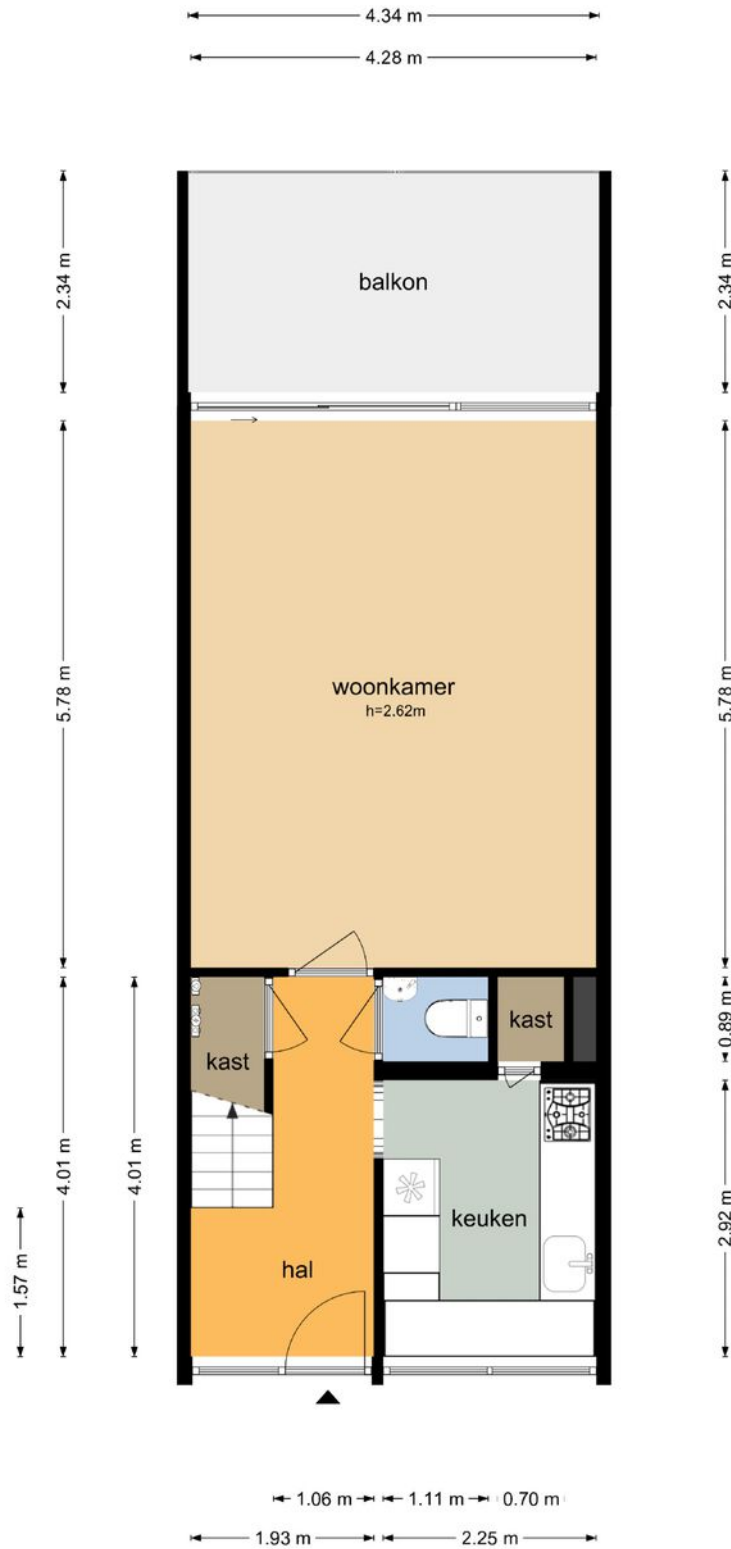 4.34 m
4.28 m
2.34 m
2.34 m
balkon
5.78 m
5.78 m
woonkamer
h=2.62m
0.89 m
kast
kast
4.01 m
4.01 m
2.92 m
keuken
1.57 m
hal
1.06 m
1.11 m
0.70 m
1.93 m
2.25 m